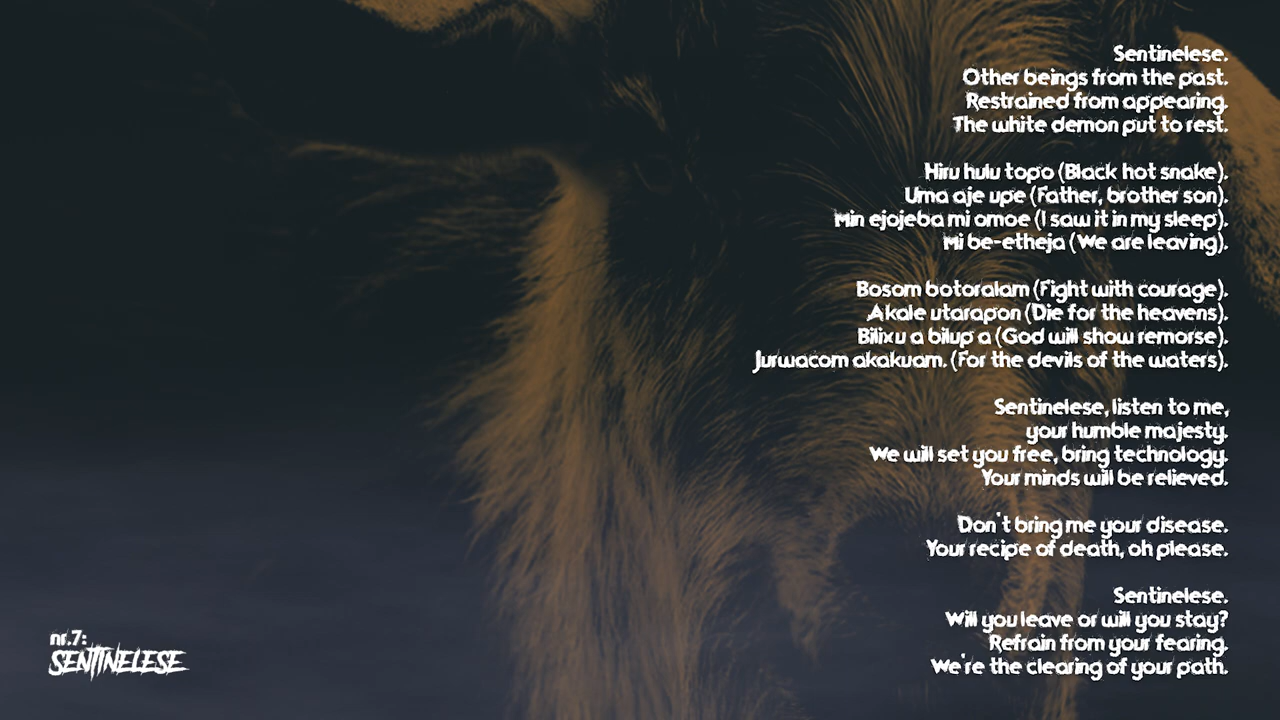 Sentinelese.
Other beings from the past.
Restrained from appearing.
The white demon put to rest.
Hiru hulu topo (Black hot snake).
Uma aje upe (Father, brother son).
Min ejojeba mi omoe (I saw it in my sleep).
Mi be-etheja (We are leaving).
Bosom botoralam (Fight with courage).
Akale utarapon (Die for the heavens).
Bilixu a bilup a (God will show remorse).
Jurwacom akakuam. (For the devils of the waters).
Sentinelese, listen to me,
your humble majesty.
We will set you free, bring technology.
Your minds will be relieved.
Don't bring me your disease.
Your recipe of death, oh please.
Sentinelese.
Will you leave or will you stay?
Refrain from your fearing.
We're the clearing of your path.
nr.7:
SENTINELESE